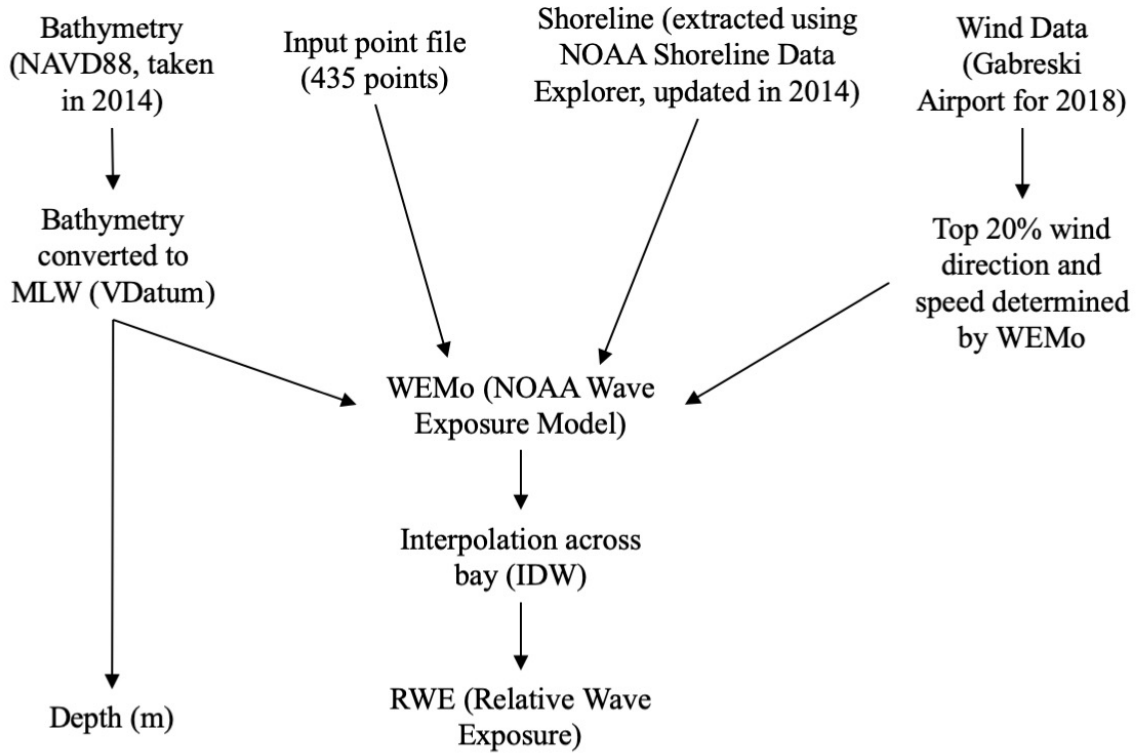 Bathymetry
(NAVD88, taken
in 2014)
Input point file
(435 points)
Shoreline (extracted using
NOAA Shoreline Data
Explorer, updated in 2014)
Wind Data
(Gabreski
Airport for 2018)
Bathymetry
converted to
MLW (VDatum)
Top 20% wind
direction and
speed determined
by WEMo
WEMo (NOAA Wave
Exposure Model)
Interpolation across
bay (IDW)
Depth (m)
RWE (Relative Wave
Exposure)